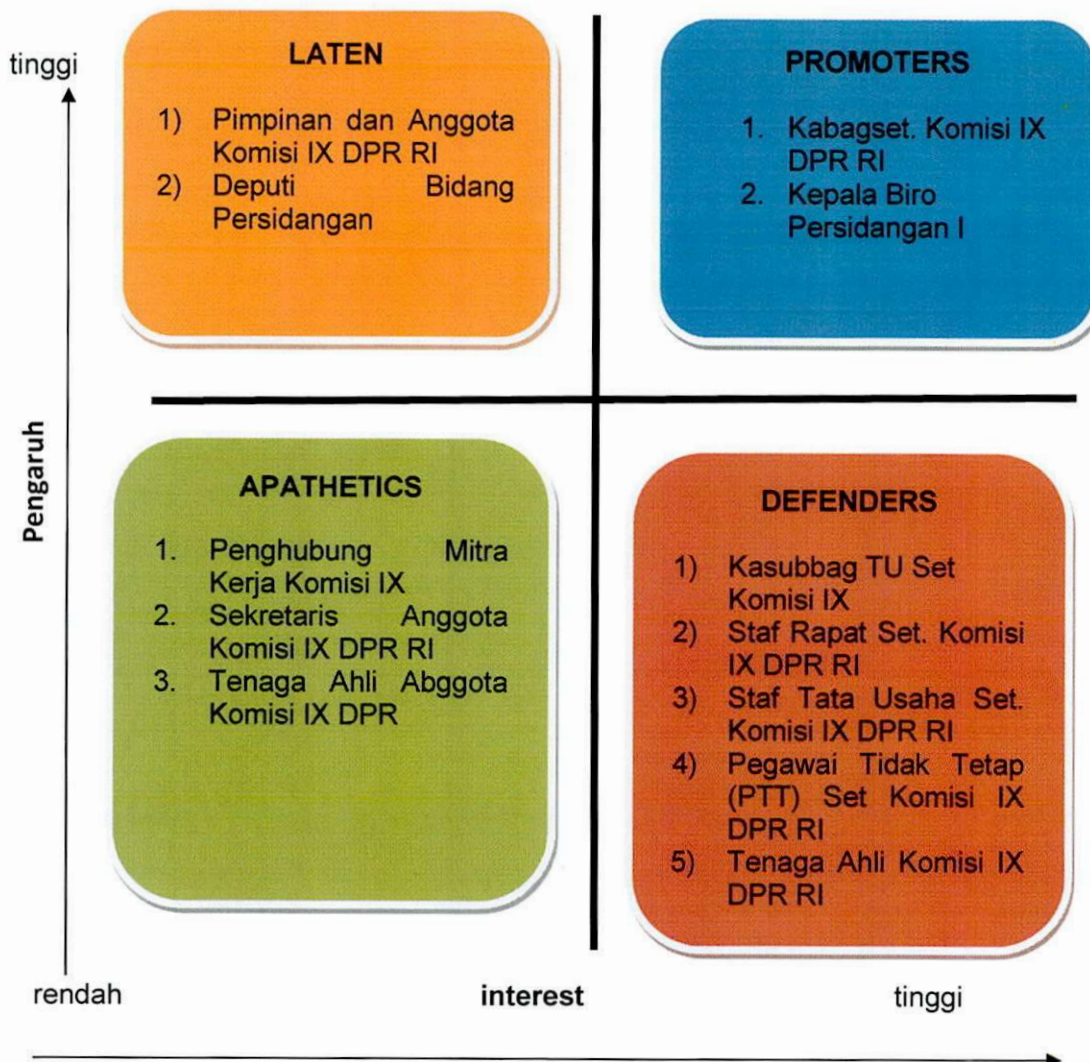 tinggi
LATEN
1) Pimpinan dan Anggota
Komisi IX DPR RI
2) Deputi Bidang
Persidangan
PROMOTERS
1. Kabagset. Komisi IX
DPR RI
2. Kepala Biro
Persidangan I
Pengaruh
APATHETICS
1. Penghubung Mitra
Kerja Komisi IX
2. Sekretaris Anggota
Komisi IX DPR RI
3. Tenaga Ahli Abggota
Komisi IX DPR
DEFENDERS
1) Kasubbag TU Set
Komisi IX
2) Staf Rapat Set. Komisi
IX DPR RI
3) Staf Tata Usaha Set.
Komisi IX DPR RI
4) Pegawai Tidak Tetap
(PTT) Set Komisi IX
DPR RI
5) Tenaga Ahli Komisi IX
DPR RI
rendah interest tinggi